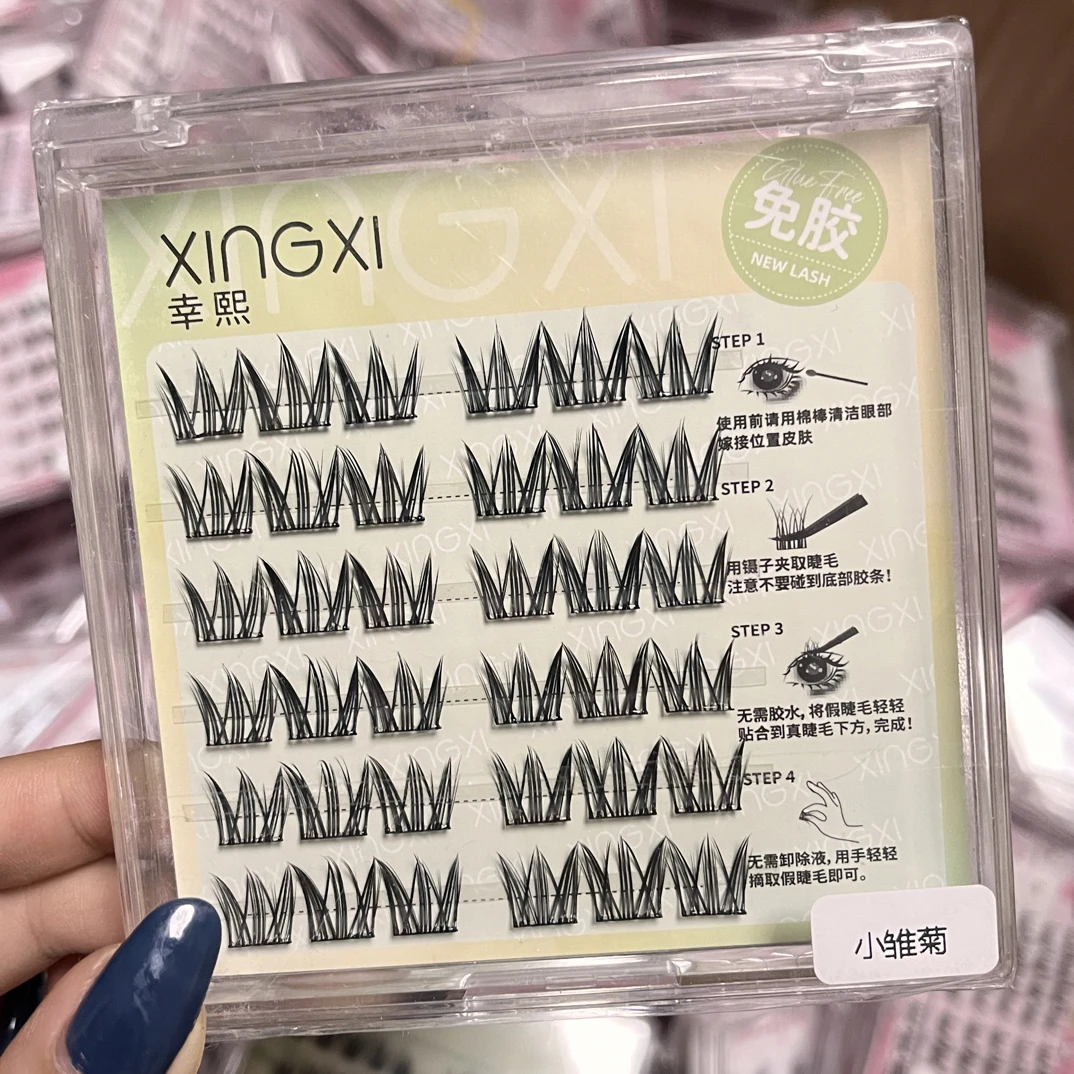 XINGXI
幸熙
Glue Free
免胶
NEW LASH
STEP 1
使用前请用棉棒清洁眼部
嫁接位置皮肤
STEP 2
用镊子夹取睫毛
注意不要碰到底部胶条!
STEP 3
无需胶水,将假睫毛轻轻
贴合到真睫毛下方,完成!
STEP 4
无需卸除液,用手轻轻
摘取假睫毛即可。
小雏菊